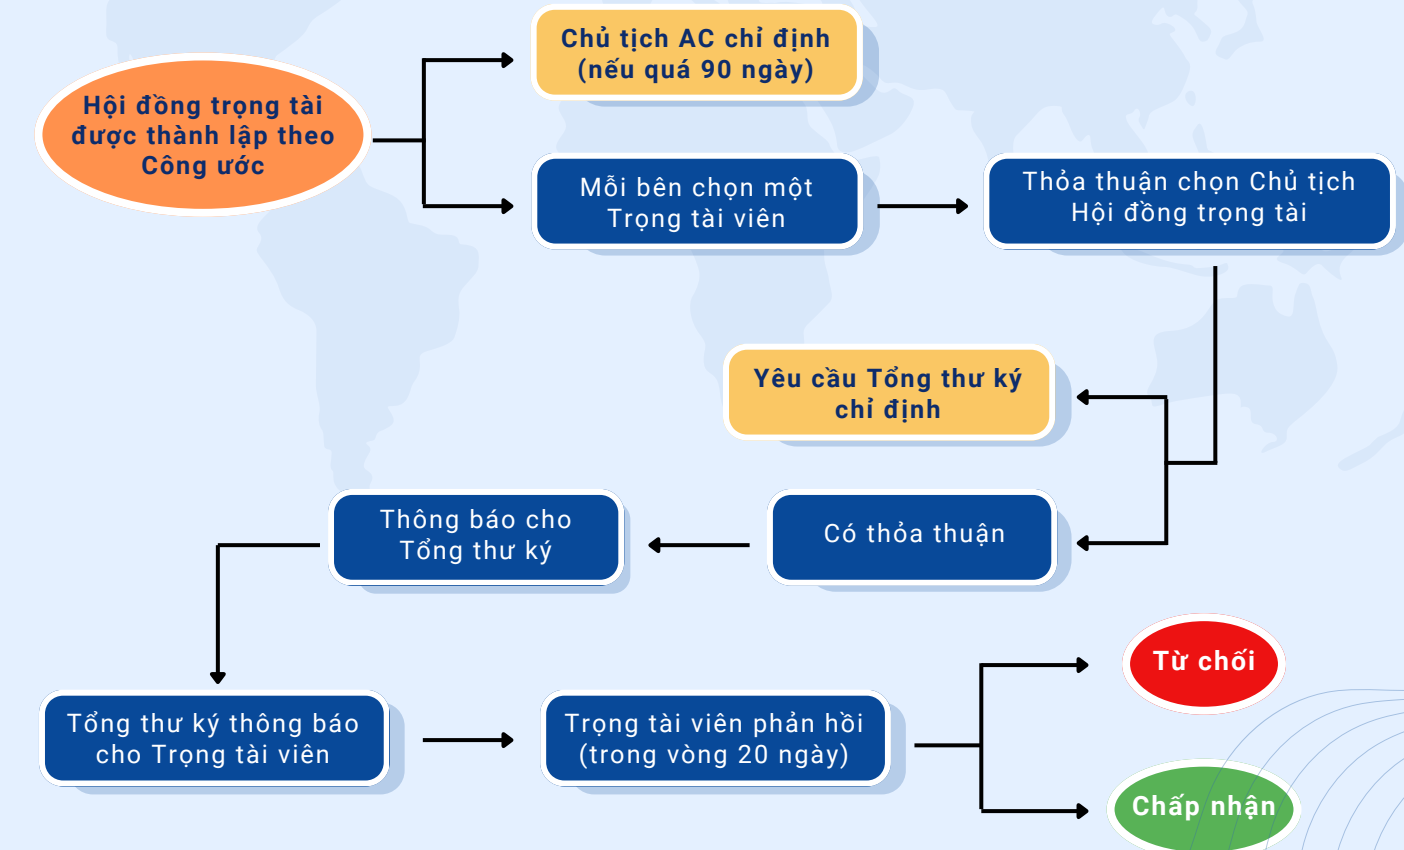 Chủ tịch AC chỉ định
(nếu quá 90 ngày)
Hội đồng trọng tài
được thành lập theo
Công ước
Mỗi bên chọn một
Trọng tài viên
Thỏa thuận chọn Chủ tịch
Hội đồng trọng tài
Yêu cầu Tổng thư ký
chỉ định
Có thỏa thuận
Thông báo cho
Tổng thư ký
Tổng thư ký thông báo
cho Trọng tài viên
Trọng tài viên phản hồi
(trong vòng 20 ngày)
Từ chối
Chấp nhận